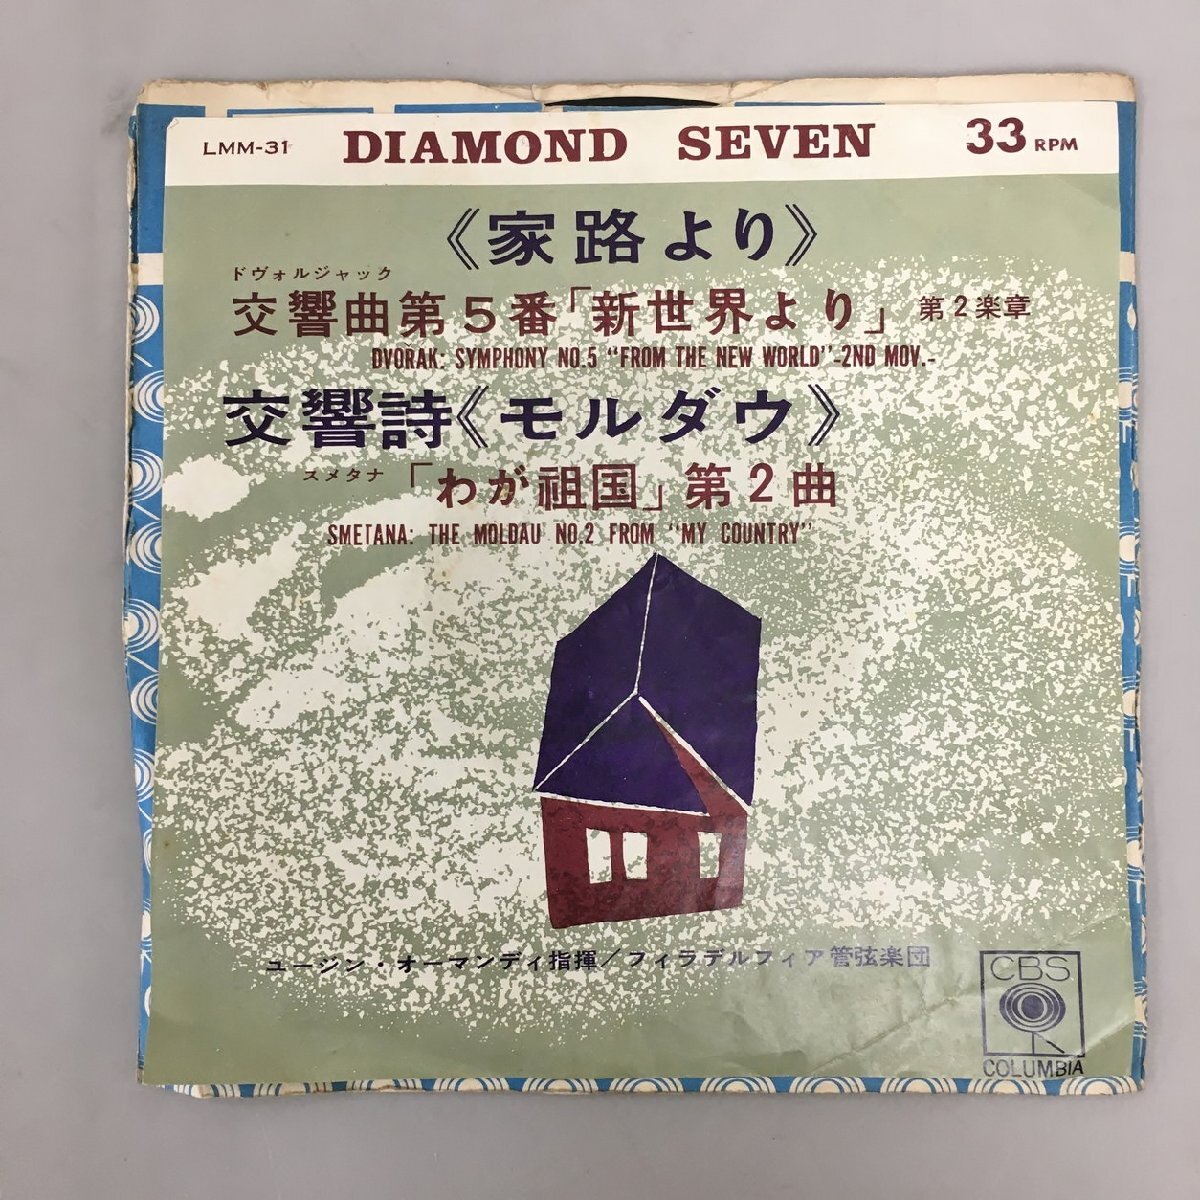 LMM-31 DIAMOND SEVEN 33 RPM
《家路より》
ドヴォルジャック
交響曲第5番「新世界より」 第2楽章
DVOŘAK: SYMPHONY NO.5 “FROM THE NEW WORLD”-2ND MOV.-
交響詩《モルダウ》
スメタナ 「わが祖国」第2曲
SMETANA: THE MOLDAU NO.2 FROM “MY COUNTRY”
ユージン・オーマンディ指揮/フィラデルフィア管弦楽団
CBS
COLUMBIA